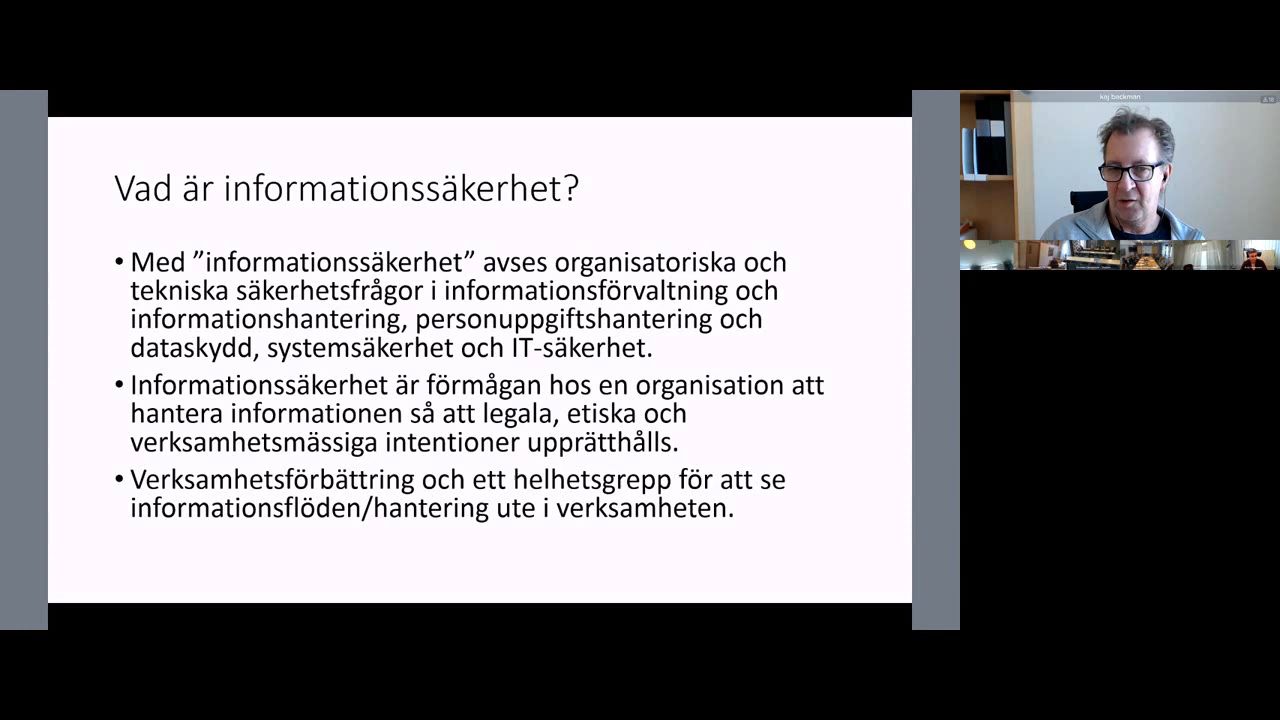 Vad är informationssäkerhet?
• Med ”informationssäkerhet” avses organisatoriska och
tekniska säkerhetsfrågor i informationsförvaltning och
informationshantering, personuppgiftshantering och
dataskydd, systemsäkerhet och IT-säkerhet.
• Informationssäkerhet är förmågan hos en organisation att
hantera informationen så att legala, etiska och
verksamhetsmässiga intentioner upprätthålls.
• Verksamhetsförbättring och ett helhetsgrepp för att se
informationsflöden/hantering ute i verksamheten.
kaj backman